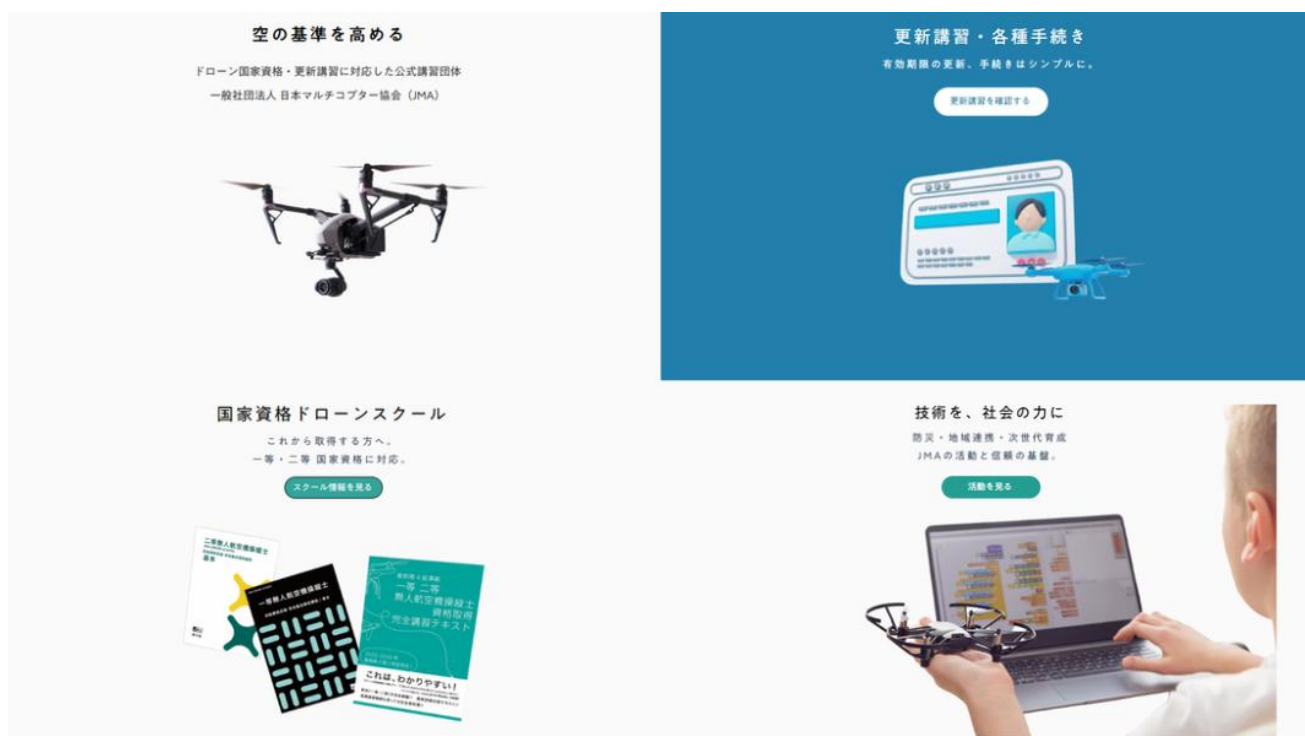 空の基準を高める
ドローン国家資格・更新講習に対応した公式講習団体
一般社団法人 日本マルチコプター協会（JMA）
更新講習・各種手続き
有効期限の更新、手続きはシンプルに。
更新講習を確認する
国家資格ドローンスクール
これから取得する方へ。
一等・二等 国家資格に対応。
スクール情報を見る
二等無人航空機操縦士
基本
一等無人航空機操縦士
一等 二等
無人航空機操縦士
資格取得
完全講習テキスト
これは、わかりやすい！
技術を、社会の力に
防災・地域連携・次世代育成
JMAの活動と信頼の基盤。
活動を見る